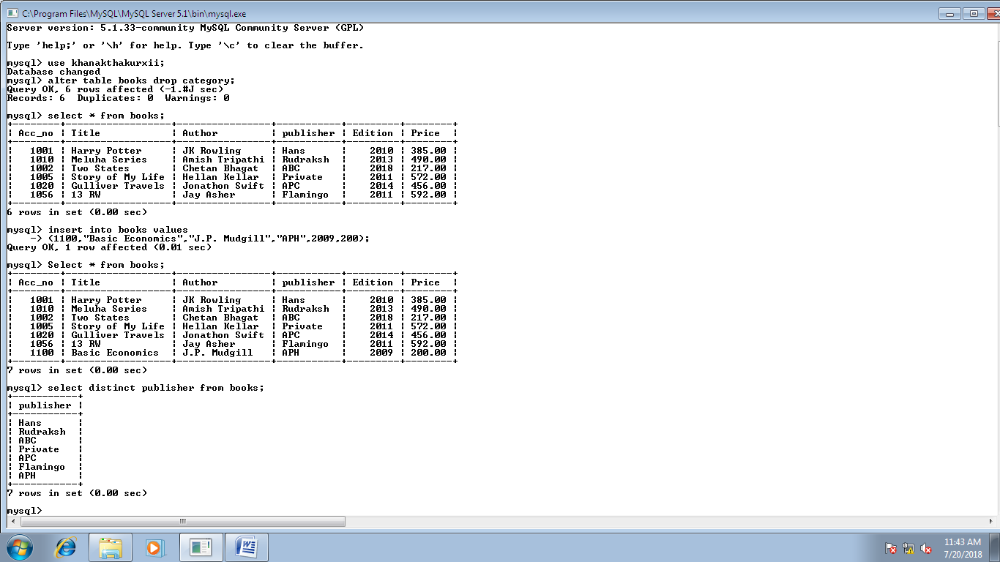 C:\Program Files\MySQL\MySQL Server 5.1\bin\mysql.exe
Server version: 5.1.33-community MySQL Community Server (GPL)
Type 'help;' or '\h' for help. Type '\c' to clear the buffer.
mysql> use khanakthakurxii;
Database changed
mysql> alter table books drop category;
Query OK, 6 rows affected (-1.#J sec)
Records: 6  Duplicates: 0  Warnings: 0
mysql> select * from books;
+--------+------------------+----------------+-----------+---------+--------+
| Acc_no | Title            | Author         | publisher | Edition | Price  |
+--------+------------------+----------------+-----------+---------+--------+
|   1001 | Harry Potter     | JK Rowling     | Hans      |    2010 | 385.00 |
|   1010 | Meluha Series    | Amish Tripathi | Rudraksh  |    2013 | 490.00 |
|   1002 | Two States       | Chetan Bhagat  | ABC       |    2018 | 217.00 |
|   1005 | Story of My Life | Hellan Kellar  | Private   |    2011 | 572.00 |
|   1020 | Gulliver Travels | Jonathon Swift | APC       |    2014 | 456.00 |
|   1056 | 13 RW            | Jay Asher      | Flamingo  |    2011 | 592.00 |
+--------+------------------+----------------+-----------+---------+--------+
6 rows in set (0.00 sec)
mysql> insert into books values
    -> (1100,"Basic Economics","J.P. Mudgill","APH",2009,200);
Query OK, 1 row affected (0.01 sec)
mysql> Select * from books;
+--------+------------------+----------------+-----------+---------+--------+
| Acc_no | Title            | Author         | publisher | Edition | Price  |
+--------+------------------+----------------+-----------+---------+--------+
|   1001 | Harry Potter     | JK Rowling     | Hans      |    2010 | 385.00 |
|   1010 | Meluha Series    | Amish Tripathi | Rudraksh  |    2013 | 490.00 |
|   1002 | Two States       | Chetan Bhagat  | ABC       |    2018 | 217.00 |
|   1005 | Story of My Life | Hellan Kellar  | Private   |    2011 | 572.00 |
|   1020 | Gulliver Travels | Jonathon Swift | APC       |    2014 | 456.00 |
|   1056 | 13 RW            | Jay Asher      | Flamingo  |    2011 | 592.00 |
|   1100 | Basic Economics  | J.P. Mudgill   | APH       |    2009 | 200.00 |
+--------+------------------+----------------+-----------+---------+--------+
7 rows in set (0.00 sec)
mysql> select distinct publisher from books;
+-----------+
| publisher |
+-----------+
| Hans      |
| Rudraksh  |
| ABC       |
| Private   |
| APC       |
| Flamingo  |
| APH       |
+-----------+
7 rows in set (0.00 sec)
mysql>
11:43 AM
7/20/2018